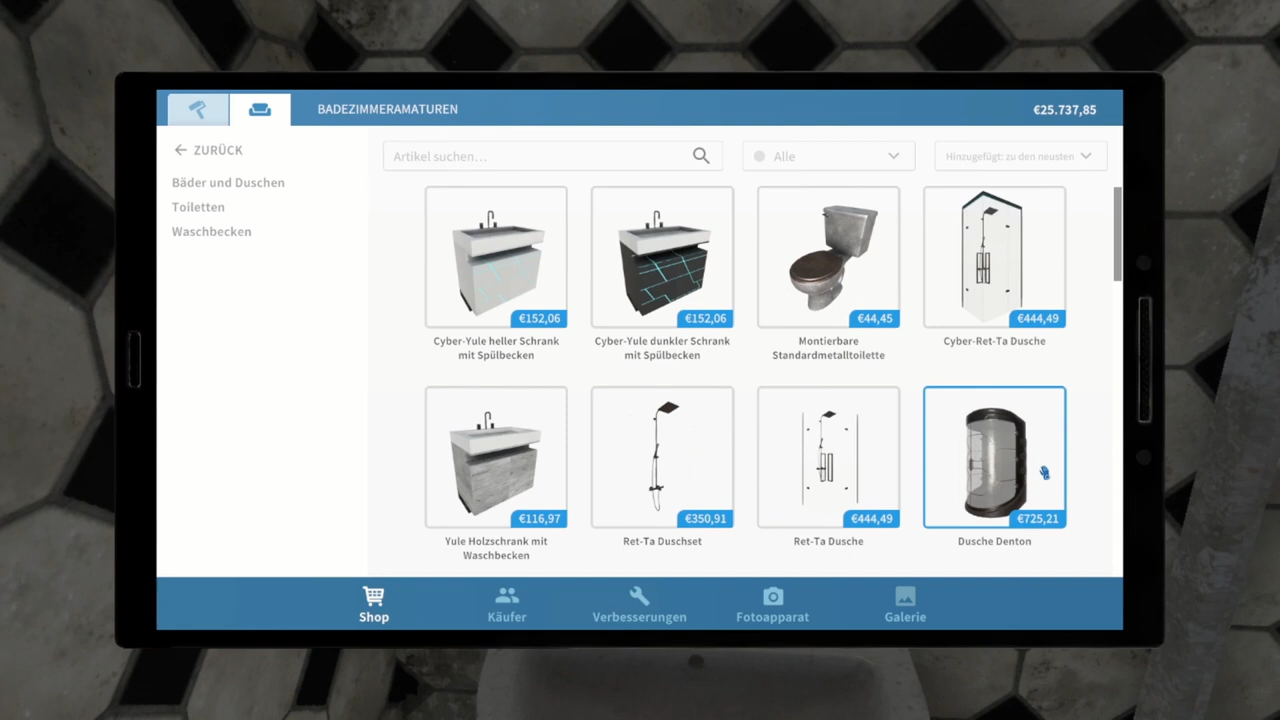 BADEZIMMERAMATUREN
€25.737,85
ZURÜCK
Bäder und Duschen
Toiletten
Waschbecken
Artikel suchen...
Alle
Hinzugefügt: zu den neusten
€152,06
€152,06
€44,45
€444,49
Cyber-Yule heller Schrank
mit Spülbecken
Cyber-Yule dunkler Schrank
mit Spülbecken
Montierbare
Standardmetalltoilette
Cyber-Ret-Ta Dusche
€116,97
€350,91
€444,49
€725,21
Yule Holzschrank mit
Waschbecken
Ret-Ta Duschset
Ret-Ta Dusche
Dusche Denton
Shop
Käufer
Verbesserungen
Fotoapparat
Galerie